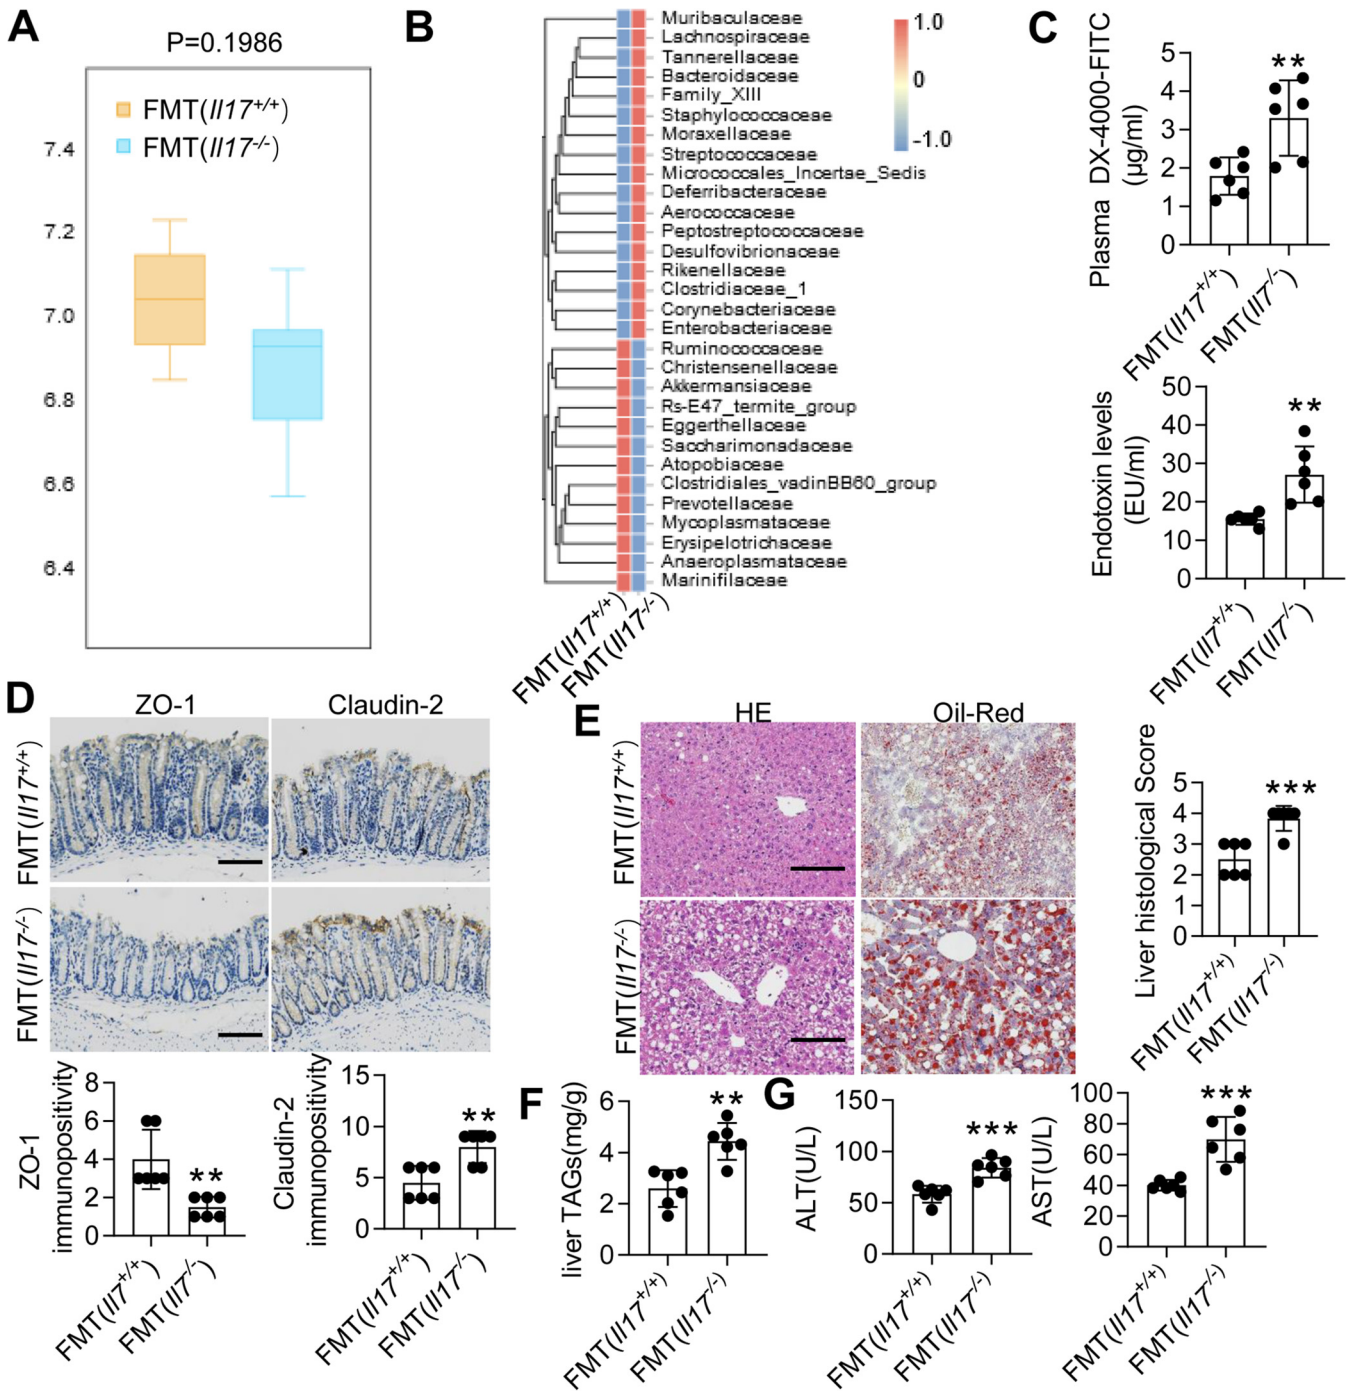 A
P=0.1986
FMT(Il17+/+)
FMT(Il17-/-)
7.4
7.2
7.0
6.8
6.6
6.4
B
Muribaculaceae
Lachnospiraceae
Tannerellaceae
Bacteroidaceae
Family_XIII
Staphylococcaceae
Moraxellaceae
Streptococcaceae
Micrococcales_Incertae_Sedis
Deferribacteraceae
Aerococcaceae
Peptostreptococcaceae
Desulfovibrionaceae
Rikenellaceae
Clostridiaceae_1
Corynebacteriaceae
Enterobacteriaceae
Ruminococcaceae
Christensenellaceae
Akkermansiaceae
Rs-E47_termite_group
Eggerthellaceae
Saccharimonadaceae
Atopobiaceae
Clostridiales_vadinBB60_group
Prevotellaceae
Mycoplasmataceae
Erysipelotrichaceae
Anaeroplasmataceae
Marinifilaceae
1.0
0
-1.0
FMT(Il17+/+)
FMT(Il17-/-)
C
Plasma DX-4000-FITC
(µg/ml)
5
4
3
2
1
0
**
FMT(Il17+/+)
FMT(Il7-/-)
Endotoxin levels
(EU/ml)
50
40
30
20
10
0
**
FMT(Il7+/+)
FMT(Il7-/-)
D
ZO-1
Claudin-2
FMT(Il17+/+)
FMT(Il17-/-)
ZO-1
immunopositivity
8
6
4
2
0
**
FMT(Il7+/+)
FMT(Il7-/-)
Claudin-2
immunopositivity
15
10
5
0
**
FMT(Il17+/+)
FMT(Il17-/-)
E
HE
Oil-Red
FMT(Il17+/+)
FMT(Il17-/-)
Liver histological Score
5
4
3
2
1
0
***
FMT(Il17+/+)
FMT(Il17-/-)
F
liver TAGs(mg/g)
6
4
2
0
**
FMT(Il17+/+)
FMT(Il17-/-)
G
ALT(U/L)
150
100
50
0
***
FMT(Il17+/+)
FMT(Il17-/-)
AST(U/L)
100
80
60
40
20
0
***
FMT(Il17+/+)
FMT(Il17-/-)